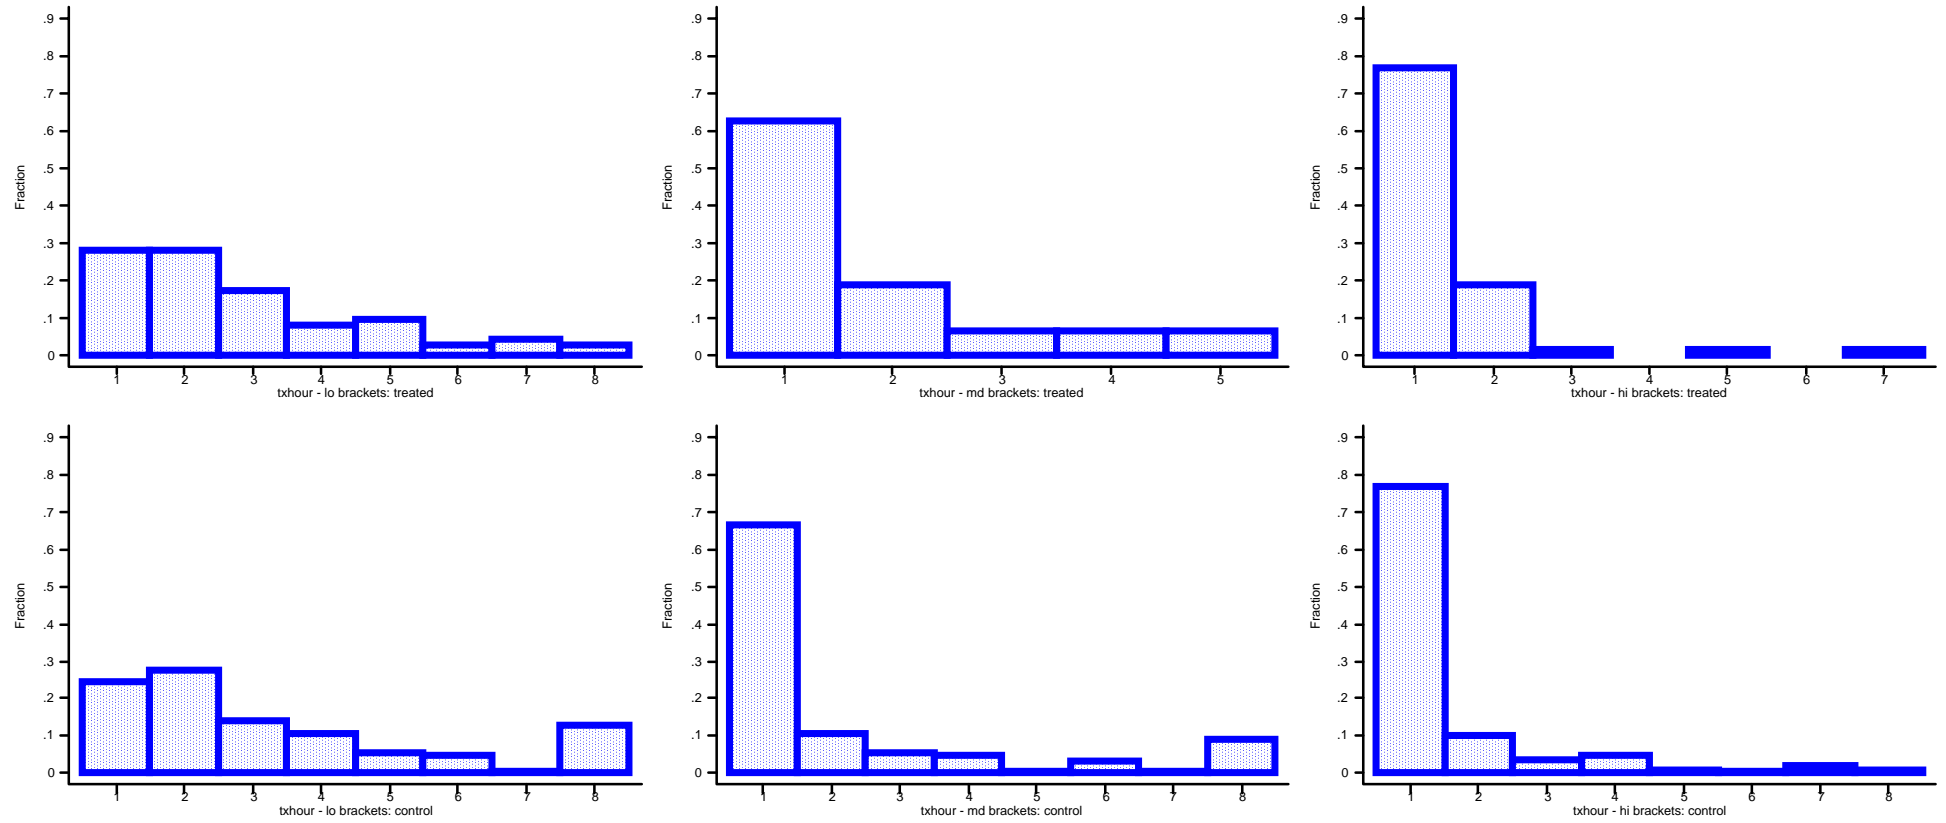 .9 .9 .9
.8 .8 .8
.7 .7 .7
.6 .6 .6
.5 .5 .5
Fraction Fraction Fraction
.4 .4 .4
.3 .3 .3
.2 .2 .2
.1 .1 .1
0 0 0
1 2 3 4 5 6 7 8 1 2 3 4 5 1 2 3 4 5 6 7
txhour - lo brackets: treated txhour - md brackets: treated txhour - hi brackets: treated
.9 .9 .9
.8 .8 .8
.7 .7 .7
.6 .6 .6
.5 .5 .5
Fraction Fraction Fraction
.4 .4 .4
.3 .3 .3
.2 .2 .2
.1 .1 .1
0 0 0
1 2 3 4 5 6 7 8 1 2 3 4 5 6 7 8 1 2 3 4 5 6 7 8
txhour - lo brackets: control txhour - md brackets: control txhour - hi brackets: control